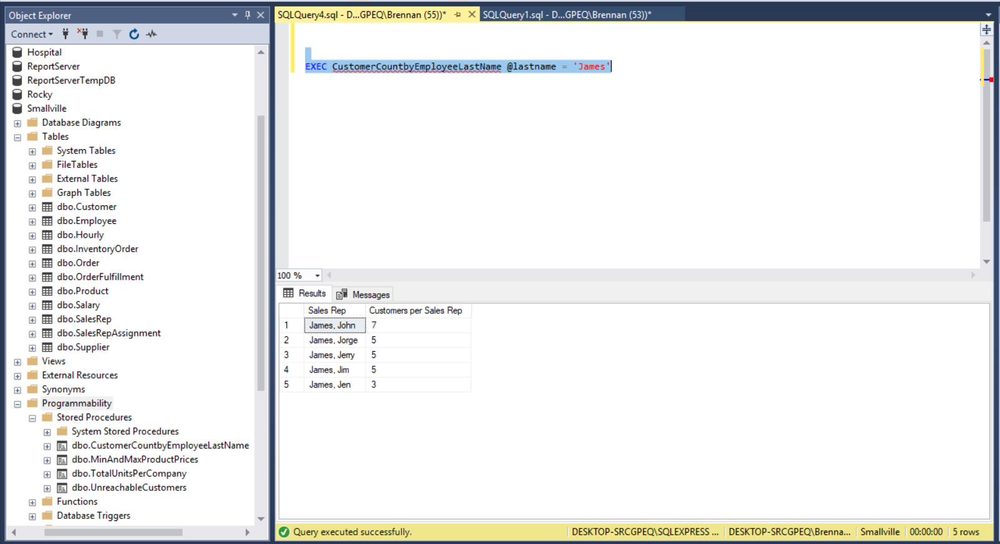 Object Explorer
Connect
Hospital
ReportServer
ReportServerTempDB
Rocky
Smallville
Database Diagrams
Tables
System Tables
FileTables
External Tables
Graph Tables
dbo.Customer
dbo.Employee
dbo.Hourly
dbo.InventoryOrder
dbo.Order
dbo.OrderFulfillment
dbo.Product
dbo.Salary
dbo.SalesRep
dbo.SalesRepAssignment
dbo.Supplier
Views
External Resources
Synonyms
Programmability
Stored Procedures
System Stored Procedures
dbo.CustomerCountbyEmployeeLastName
dbo.MinAndMaxProductPrices
dbo.TotalUnitsPerCompany
dbo.UnreachableCustomers
Functions
Database Triggers
SQLQuery4.sql - D...GPEQ\Brennan (55))* SQLQuery1.sql - D...GPEQ\Brennan (53))*
EXEC CustomerCountbyEmployeeLastName @lastname = 'James'
100 %
Results Messages
Sales Rep Customers per Sales Rep
1 James, John 7
2 James, Jorge 5
3 James, Jerry 5
4 James, Jim 5
5 James, Jen 3
Query executed successfully. DESKTOP-SRCGPEQ\SQLEXPRESS ... DESKTOP-SRCGPEQ\Brenna... Smallville 00:00:00 5 rows